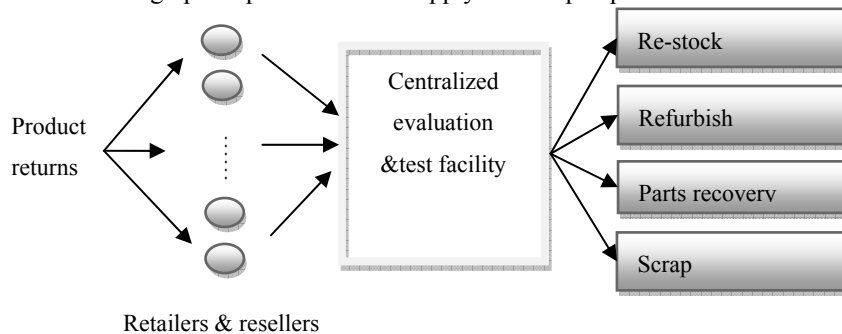 Product
returns
Retailers & resellers
Centralized
evaluation
&test facility
Re-stock
Refurbish
Parts recovery
Scrap